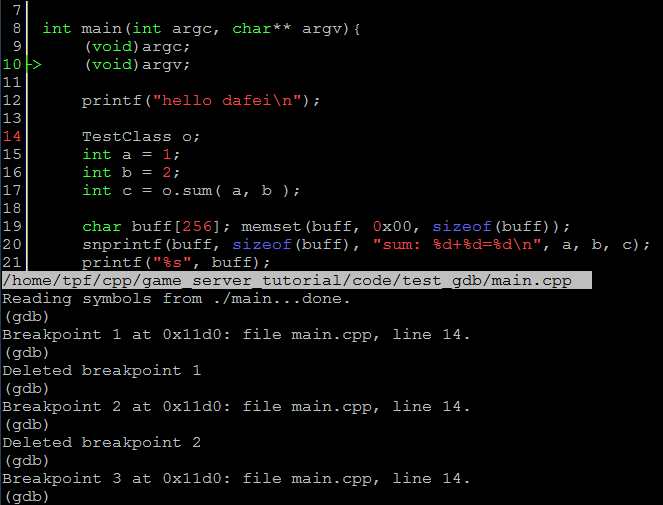 7
8 int main(int argc, char** argv){
9 (void)argc;
10-> (void)argv;
11
12 printf("hello dafei\n");
13
14 TestClass o;
15 int a = 1;
16 int b = 2;
17 int c = o.sum( a, b );
18
19 char buff[256]; memset(buff, 0x00, sizeof(buff));
20 snprintf(buff, sizeof(buff), "sum: %d+%d=%d\n", a, b, c);
21 printf("%s", buff);
/home/tpf/cpp/game_server_tutorial/code/test_gdb/main.cpp
Reading symbols from ./main...done.
(gdb)
Breakpoint 1 at 0x11d0: file main.cpp, line 14.
(gdb)
Deleted breakpoint 1
(gdb)
Breakpoint 2 at 0x11d0: file main.cpp, line 14.
(gdb)
Deleted breakpoint 2
(gdb)
Breakpoint 3 at 0x11d0: file main.cpp, line 14.
(gdb)